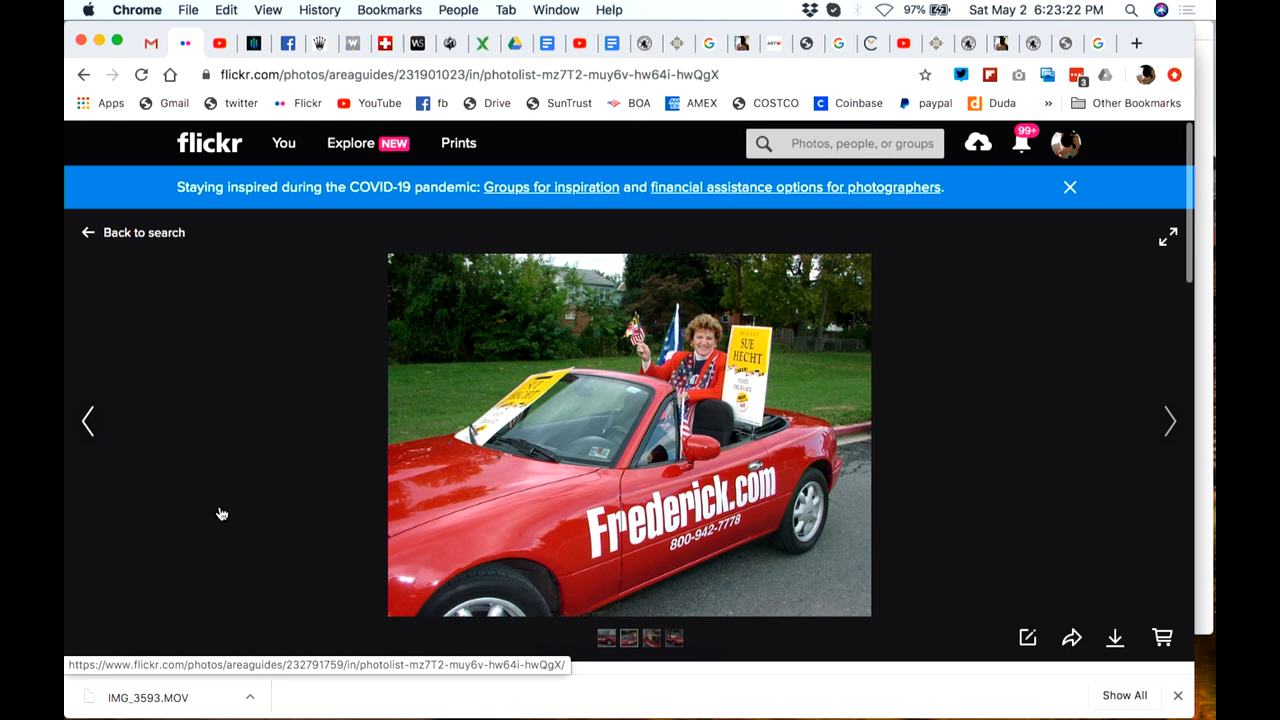 Chrome File Edit View History Bookmarks People Tab Window Help 97% Sat May 2 6:23:22 PM
flickr.com/photos/areaguides/231901023/in/photolist-mz7T2-muy6v-hw64i-hwQgX 3
Apps Gmail twitter Flickr YouTube fb Drive SunTrust BOA AMEX COSTCO Coinbase paypal Duda » Other Bookmarks
flickr You Explore NEW Prints Photos, people, or groups 99+
Staying inspired during the COVID-19 pandemic: Groups for inspiration and financial assistance options for photographers.
Back to search
SUE
HECHT
Frederick.com
800-942-7778
https://www.flickr.com/photos/areaguides/232791759/in/photolist-mz7T2-muy6v-hw64i-hwQgX/
IMG_3593.MOV Show All